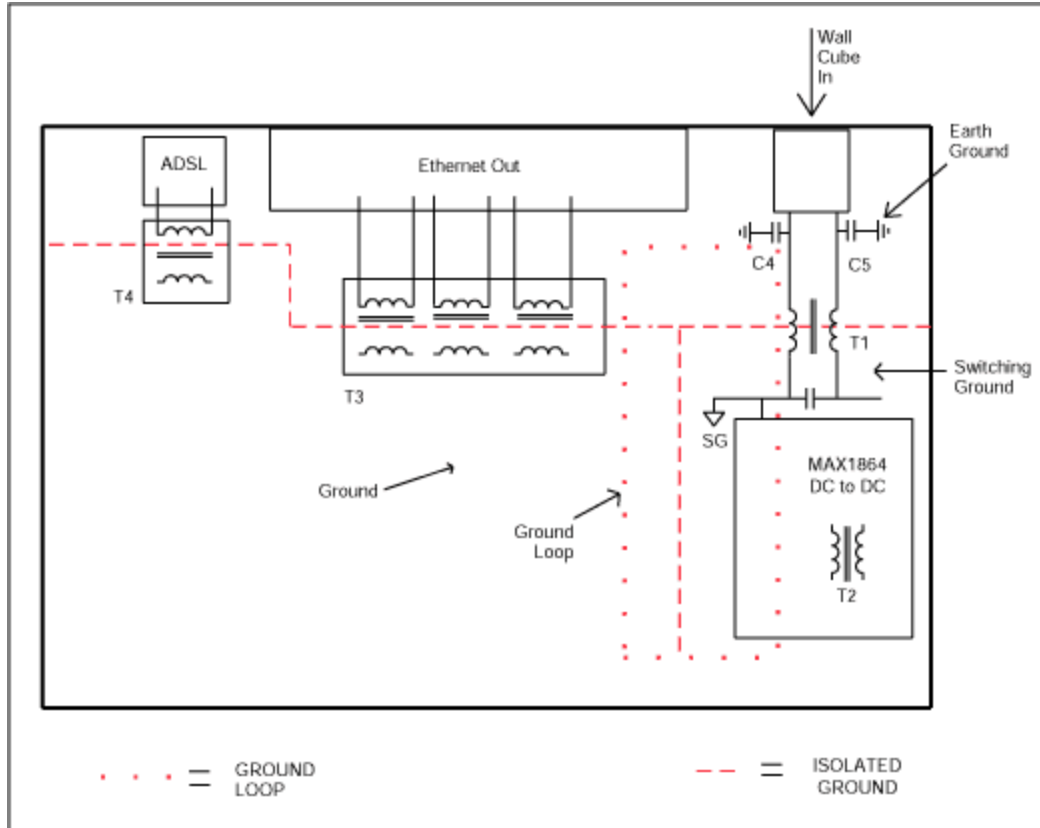 Wall
Cube
In
Earth
Ground
ADSL
Ethernet Out
C4
C5
T4
T1
T3
Switching
Ground
SG
MAX1864
DC to DC
Ground
Ground
Loop
T2
GROUND
LOOP
ISOLATED
GROUND